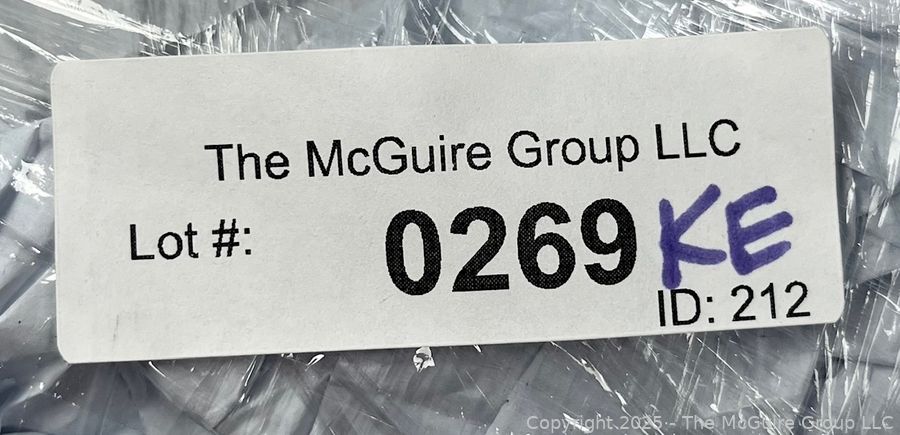 The McGuire Group LLC
Lot #: 0269 KE
ID: 212
Copyright 2025 - The McGuire Group LLC